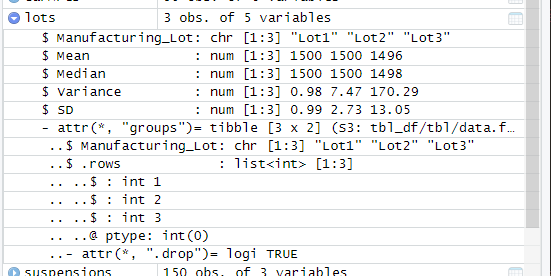 lots 3 obs. of 5 variables
$ Manufacturing_Lot: chr [1:3] "Lot1" "Lot2" "Lot3"
$ Mean : num [1:3] 1500 1500 1496
$ Median : num [1:3] 1500 1500 1498
$ Variance : num [1:3] 0.98 7.47 170.29
$ SD : num [1:3] 0.99 2.73 13.05
- attr(*, "groups")= tibble [3 x 2] (S3: tbl_df/tbl/data.f…
..$ Manufacturing_Lot: chr [1:3] "Lot1" "Lot2" "Lot3"
..$ .rows : list<int> [1:3]
.. ..$ : int 1
.. ..$ : int 2
.. ..$ : int 3
.. ..@ ptype: int(0)
..- attr(*, ".drop")= logi TRUE
suspensions 150 obs. of 3 variables